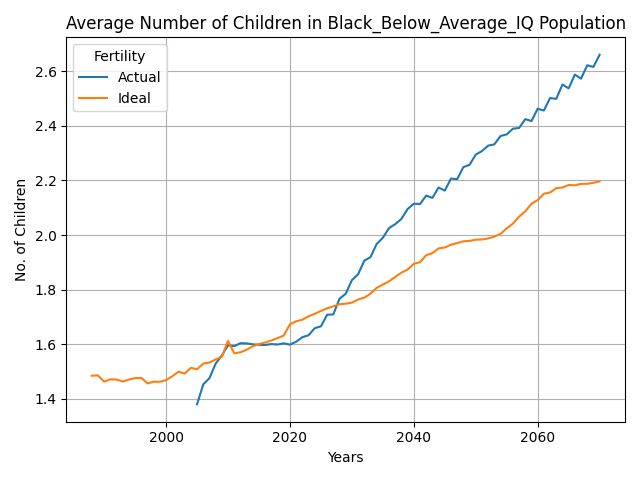 Average Number of Children in Black_Below_Average_IQ Population
Fertility
Actual
Ideal
2.6
2.4
2.2
2.0
1.8
1.6
1.4
No. of Children
2000
2020
2040
2060
Years